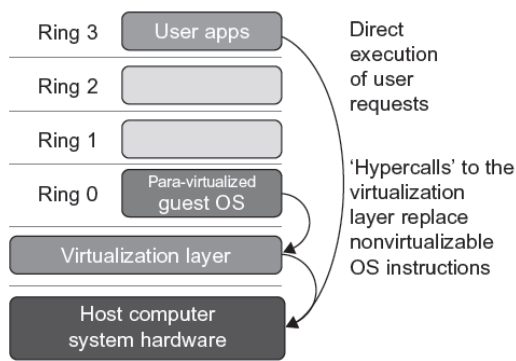 Ring 3
User apps
Direct
execution
of user
requests
Ring 2
Ring 1
Ring 0
Para-virtualized
guest OS
‘Hypercalls’ to the
virtualization
layer replace
nonvirtualizable
OS instructions
Virtualization layer
Host computer
system hardware